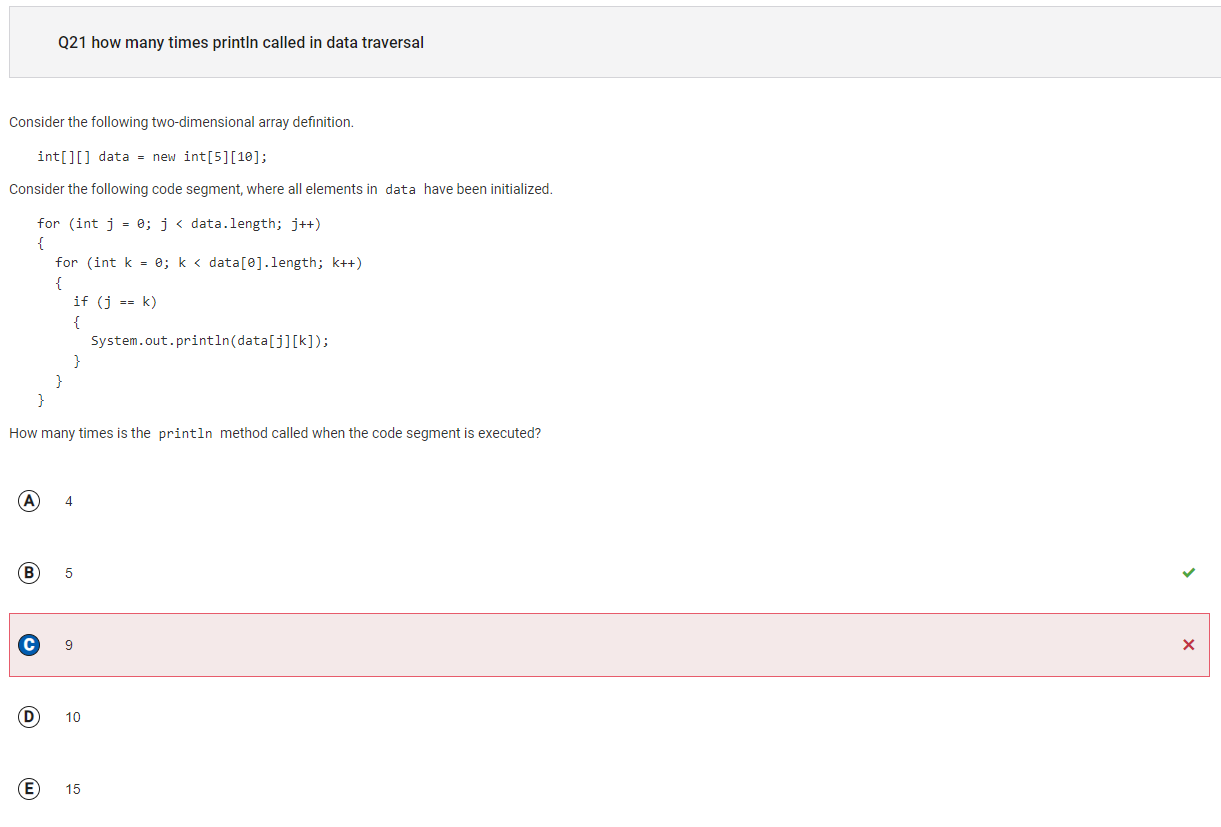 Q21 how many times println called in data traversal
Consider the following two-dimensional array definition.
int[][] data = new int[5][10];
Consider the following code segment, where all elements in data have been initialized.
for (int j = 0; j < data.length; j++)
{
for (int k = 0; k < data[0].length; k++)
{
if (j == k)
{
System.out.println(data[j][k]);
}
}
}
How many times is the println method called when the code segment is executed?
A 4
B 5
C 9
D 10
E 15